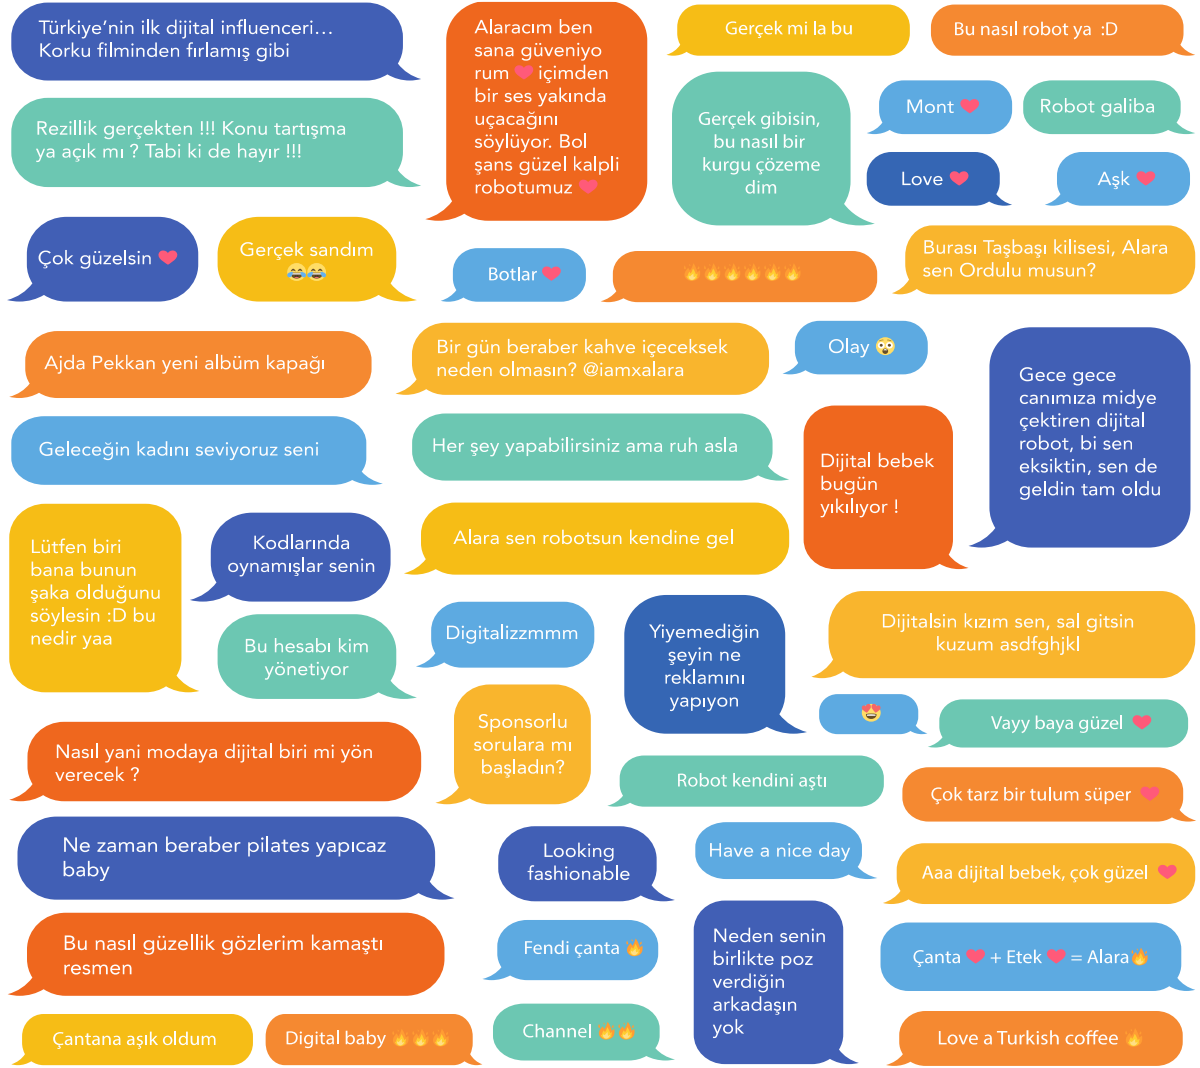 Türkiye’nin ilk dijital influenceri…
Korku filminden fırlamış gibi
Alaracım ben
sana güveniyo
rum ❤ içimden
bir ses yakında
uçacağını
söylüyor. Bol
şans güzel kalpli
robotumuz ❤
Gerçek mi la bu
Bu nasıl robot ya :D
Rezillik gerçekten !!! Konu tartışma
ya açık mı ? Tabi ki de hayır !!!
Gerçek gibisin,
bu nasıl bir
kurgu çözeme
dim
Mont ❤
Robot galiba
Love ❤
Aşk ❤
Çok güzelsin ❤
Gerçek sandım
😂😂
Botlar ❤
🔥🔥🔥🔥🔥🔥
Burası Taşbaşı kilisesi, Alara
sen Ordulu musun?
Ajda Pekkan yeni albüm kapağı
Bir gün beraber kahve içeceksek
neden olmasın? @iamxalara
Olay 😲
Gece gece
canımıza midye
çektiren dijital
robot, bi sen
eksiktin, sen de
geldin tam oldu
Geleceğin kadını seviyoruz seni
Her şey yapabilirsiniz ama ruh asla
Dijital bebek
bugün
yıkılıyor !
Lütfen biri
bana bunun
şaka olduğunu
söylesin :D bu
nedir yaa
Kodlarında
oynamışlar senin
Alara sen robotsun kendine gel
Bu hesabı kim
yönetiyor
Digitalizzmmm
Yiyemediğin
şeyin ne
reklamını
yapıyon
Dijitalsin kızım sen, sal gitsin
kuzum asdfghjkl
😍
Vayy baya güzel ❤
Nasıl yani modaya dijital biri mi yön
verecek ?
Sponsorlu
sorulara mı
başladın?
Robot kendini aştı
Çok tarz bir tulum süper ❤
Ne zaman beraber pilates yapıcaz
baby
Looking
fashionable
Have a nice day
Aaa dijital bebek, çok güzel ❤
Bu nasıl güzellik gözlerim kamaştı
resmen
Fendi çanta 🔥
Neden senin
birlikte poz
verdiğin
arkadaşın
yok
Çanta ❤ + Etek ❤ = Alara🔥
Çantana aşık oldum
Digital baby 🔥🔥🔥
Channel 🔥🔥
Love a Turkish coffee 🔥